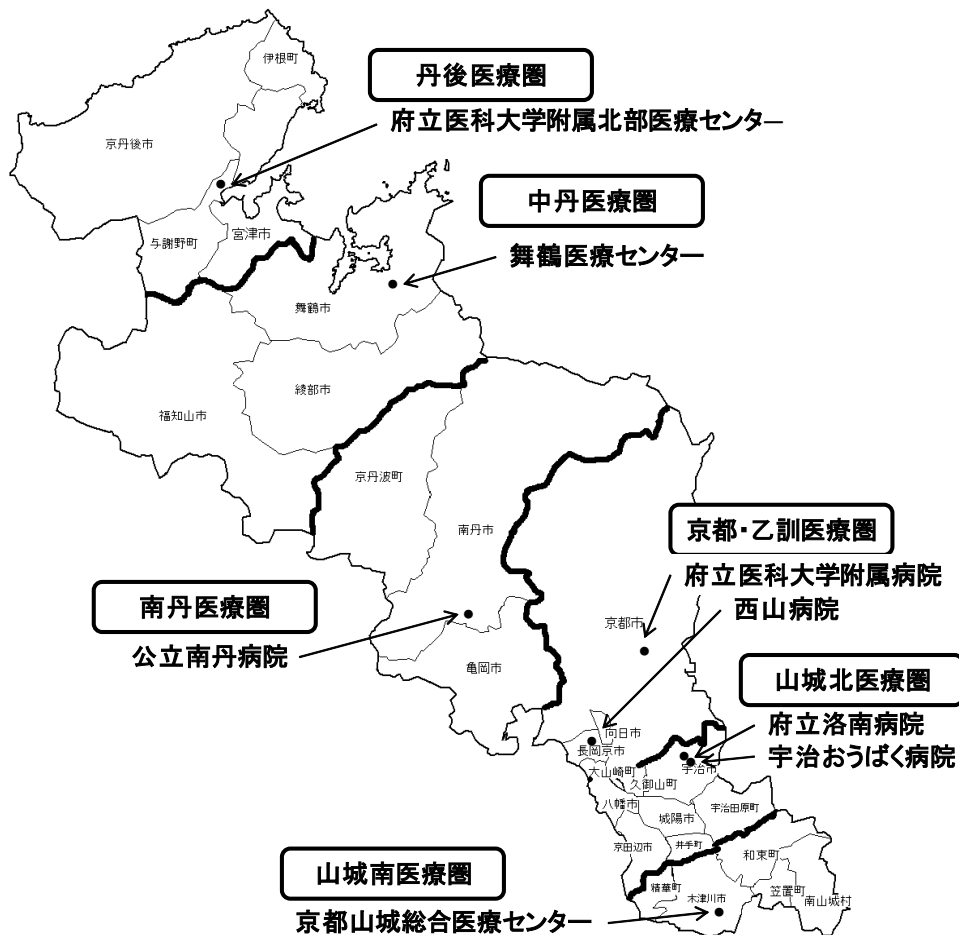 伊根町
丹後医療圏
府立医科大学附属北部医療センター
京丹後市
中丹医療圏
与謝野町
宮津市
舞鶴医療センター
舞鶴市
綾部市
福知山市
京丹波町
南丹市
京都・乙訓医療圏
府立医科大学附属病院
西山病院
南丹医療圏
京都市
公立南丹病院
亀岡市
山城北医療圏
府立洛南病院
宇治おうばく病院
向日市
長岡京市
大山崎町
宇治市
久御山町
八幡市
宇治田原町
城陽市
京田辺市
井手町
和束町
山城南医療圏
精華町
木津川市
笠置町
南山城村
京都山城総合医療センター